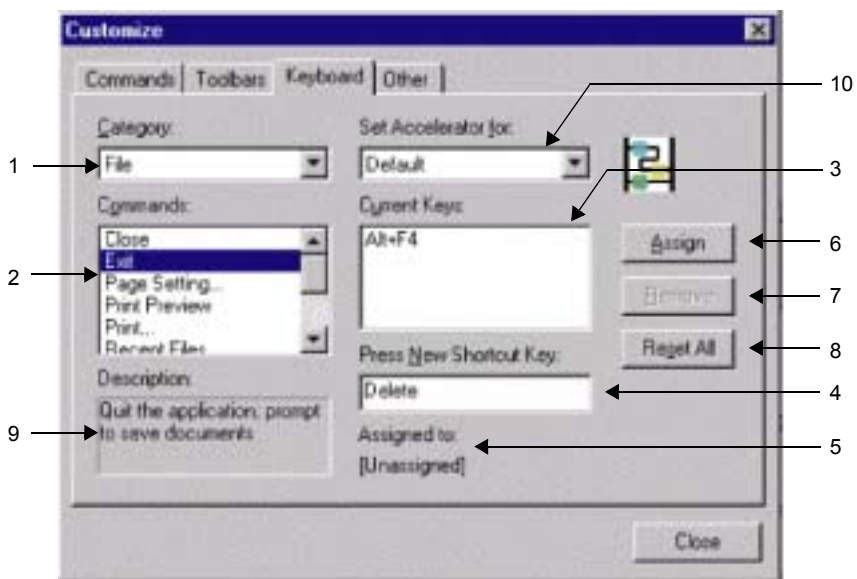 Customize
Commands
Toolbars
Keyboard
Other
10
Category:
Set Accelerator for:
1
File
Default
3
Commands:
Current Keys:
Close
Exit
Page Setting...
Print Preview
Print...
Recent Files
2
Alt+F4
Assign
6
Remove
7
Reset All
8
Press New Shortcut Key:
Delete
4
Description:
Quit the application; prompt
to save documents
9
Assigned to:
[Unassigned]
5
Close